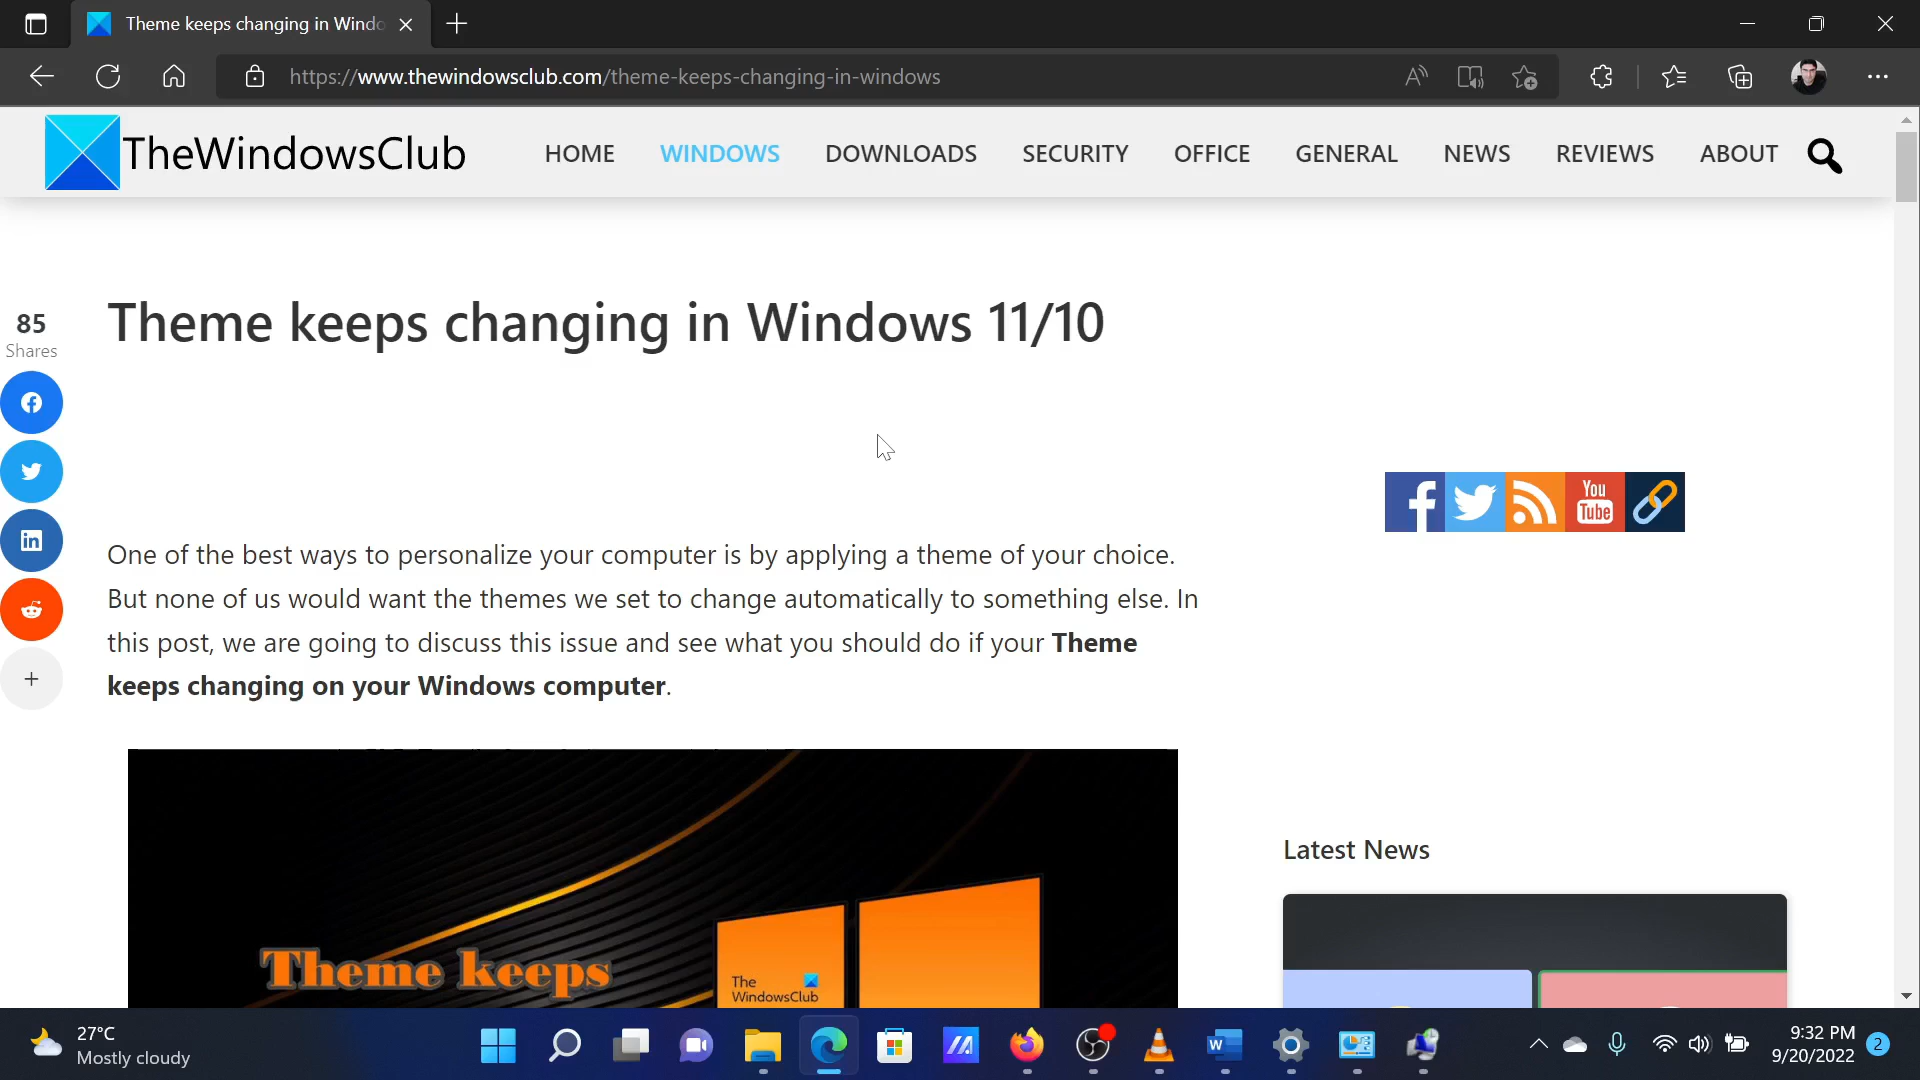 Theme keeps changing in Windo
https://www.thewindowsclub.com/theme-keeps-changing-in-windows
TheWindowsClub
HOME
WINDOWS
DOWNLOADS
SECURITY
OFFICE
GENERAL
NEWS
REVIEWS
ABOUT
85
Shares
Theme keeps changing in Windows 11/10
You
Tube
One of the best ways to personalize your computer is by applying a theme of your choice.
But none of us would want the themes we set to change automatically to something else. In
this post, we are going to discuss this issue and see what you should do if your Theme
keeps changing on your Windows computer.
Theme keeps
The
WindowsClub
Latest News
27°C
Mostly cloudy
9:32 PM
9/20/2022
2